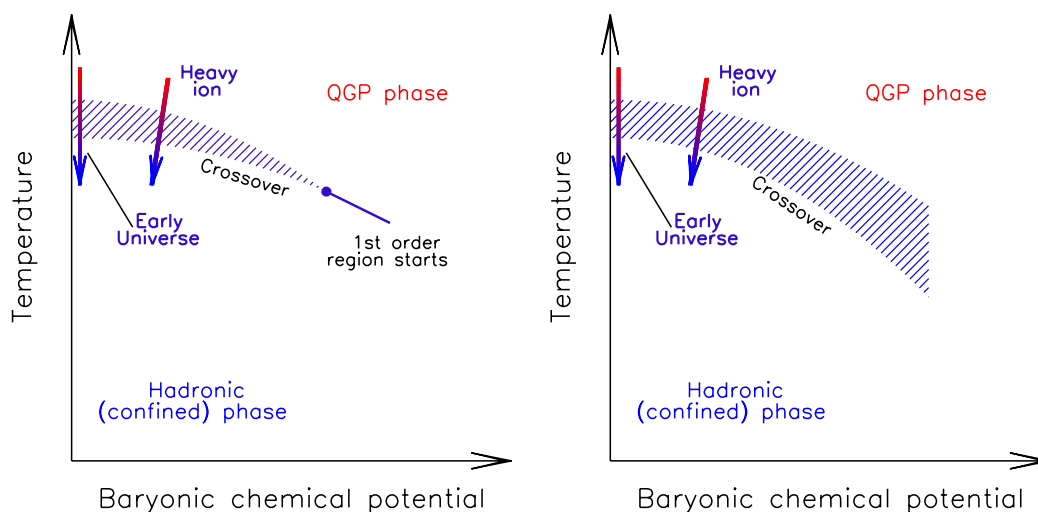 Heavy
ion
QGP phase
Crossover
Early
Universe
1st order
region starts
Temperature
Hadronic
(confined) phase
Baryonic chemical potential
Heavy
ion
QGP phase
Crossover
Early
Universe
Temperature
Hadronic
(confined) phase
Baryonic chemical potential